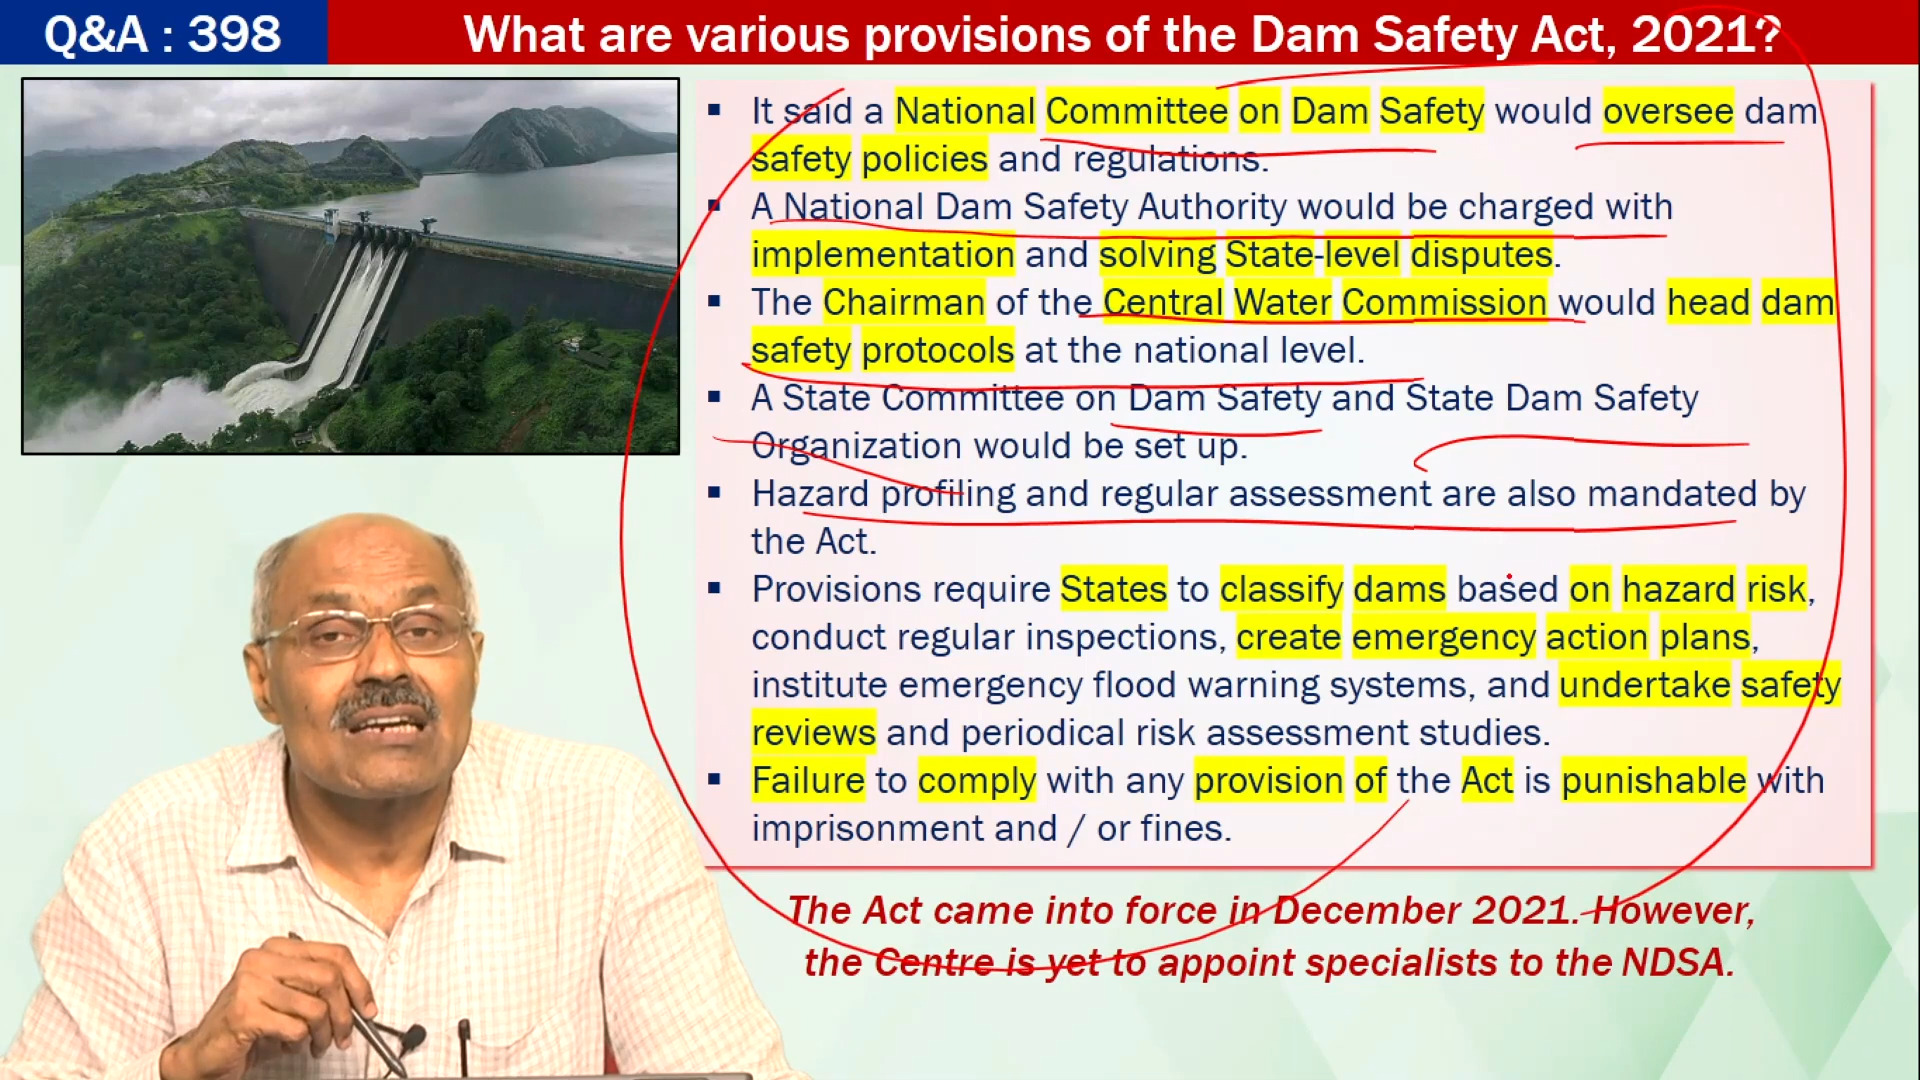 Q&A : 398
What are various provisions of the Dam Safety Act, 2021?
▪ It said a National Committee on Dam Safety would oversee dam
safety policies and regulations.
▪ A National Dam Safety Authority would be charged with
implementation and solving State-level disputes.
▪ The Chairman of the Central Water Commission would head dam
safety protocols at the national level.
▪ A State Committee on Dam Safety and State Dam Safety
Organization would be set up.
▪ Hazard profiling and regular assessment are also mandated by
the Act.
▪ Provisions require States to classify dams based on hazard risk,
conduct regular inspections, create emergency action plans,
institute emergency flood warning systems, and undertake safety
reviews and periodical risk assessment studies.
▪ Failure to comply with any provision of the Act is punishable with
imprisonment and / or fines.
The Act came into force in December 2021. However,
the Centre is yet to appoint specialists to the NDSA.